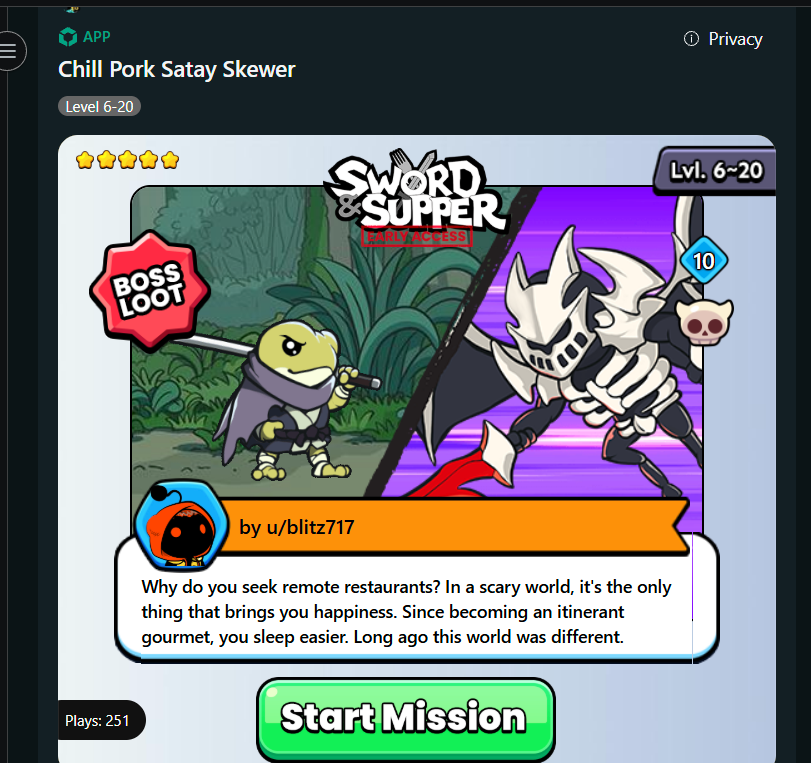 APP
Privacy
Chill Pork Satay Skewer
Level 6-20
SWORD
& SUPPER
EARLY ACCESS
Lvl. 6~20
BOSS
LOOT
10
by u/blitz717
Why do you seek remote restaurants? In a scary world, it's the only
thing that brings you happiness. Since becoming an itinerant
gourmet, you sleep easier. Long ago this world was different.
Start Mission
Plays: 251